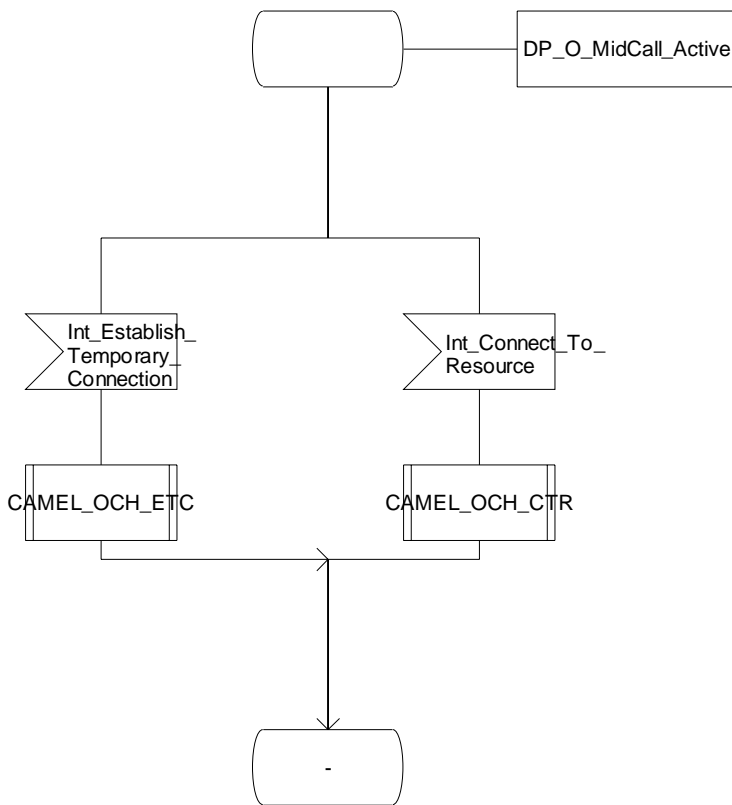 DP_O_MidCall_Active
Int_Establish_
Temporary_
Connection
Int_Connect_To_
Resource
CAMEL_OCH_ETC
CAMEL_OCH_CTR
-